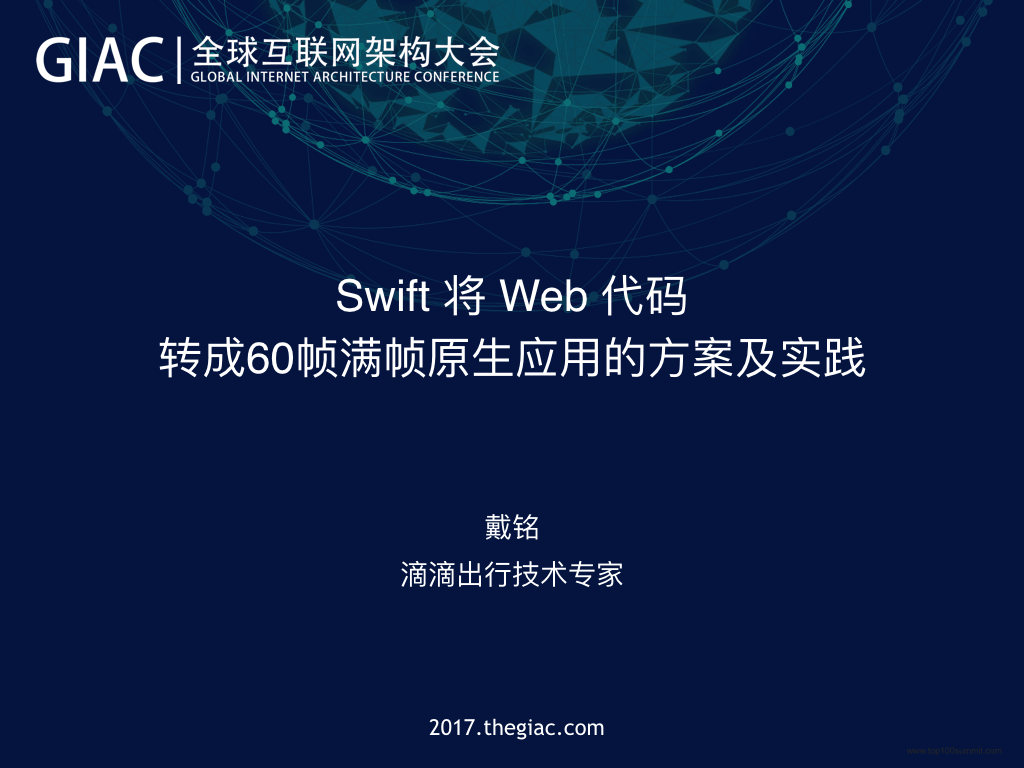 GIAC
全球互联网架构大会
GLOBAL INTERNET ARCHITECTURE CONFERENCE
Swift 将 Web 代码
转成60帧满帧原生应用的方案及实践
戴铭
滴滴出行技术专家
2017.thegiac.com